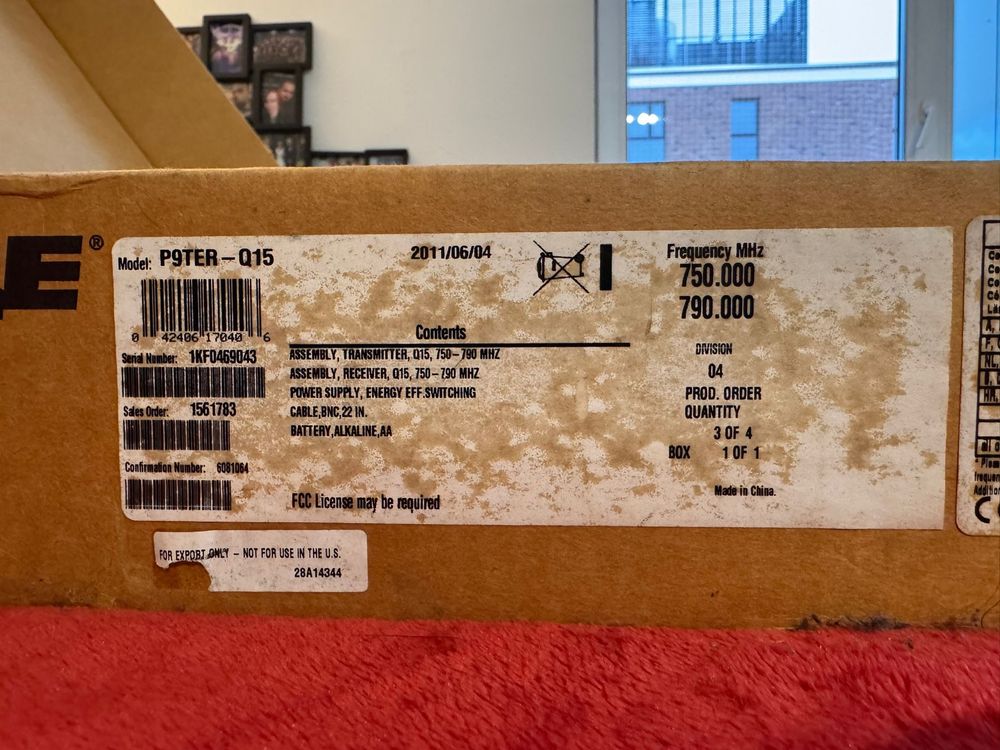 E®
Model: P9TER-Q15
2011/06/04
0 42406 17040 6
Serial Number: 1KF0469043
Sales Order: 1561783
Confirmation Number: 6081064
Contents
ASSEMBLY, TRANSMITTER, Q15, 750-790 MHZ
ASSEMBLY, RECEIVER, Q15, 750-790 MHZ
POWER SUPPLY, ENERGY EFF.SWITCHING
CABLE,BNC,22 IN.
BATTERY,ALKALINE,AA
FCC License may be required
Frequency MHz
750.000
790.000
DIVISION
04
PROD. ORDER
QUANTITY
3 OF 4
BOX 1 OF 1
Made in China.
FOR EXPORT ONLY - NOT FOR USE IN THE U.S.
28A14344